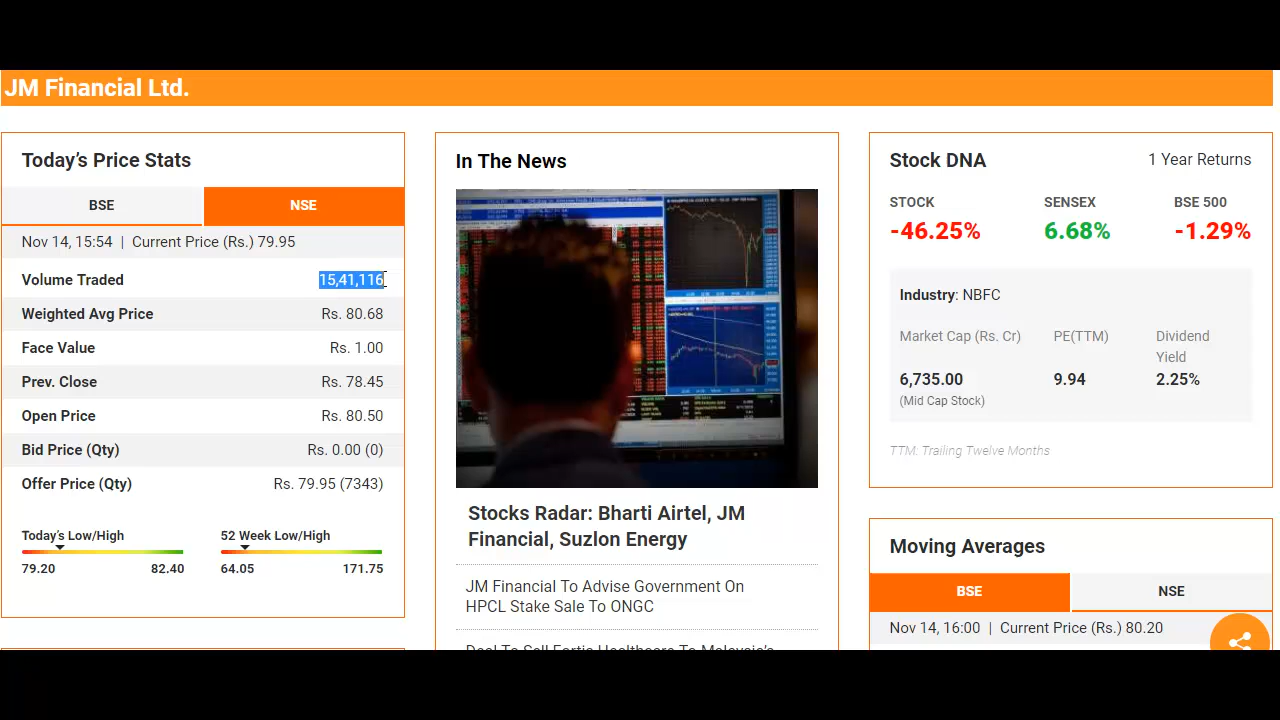 JM Financial Ltd.
Today's Price Stats
BSE NSE
Nov 14, 15:54 | Current Price (Rs.) 79.95
Volume Traded 15,41,116
Weighted Avg Price Rs. 80.68
Face Value Rs. 1.00
Prev. Close Rs. 78.45
Open Price Rs. 80.50
Bid Price (Qty) Rs. 0.00 (0)
Offer Price (Qty) Rs. 79.95 (7343)
Today's Low/High 52 Week Low/High
79.20 82.40 64.05 171.75
In The News
Stocks Radar: Bharti Airtel, JM
Financial, Suzlon Energy
JM Financial To Advise Government On
HPCL Stake Sale To ONGC
Deal To Sell Fortis Healthcare To Malaysia's
Stock DNA 1 Year Returns
STOCK SENSEX BSE 500
-46.25% 6.68% -1.29%
Industry: NBFC
Market Cap (Rs. Cr) PE(TTM) Dividend
Yield
6,735.00 9.94 2.25%
(Mid Cap Stock)
TTM: Trailing Twelve Months
Moving Averages
BSE NSE
Nov 14, 16:00 | Current Price (Rs.) 80.20